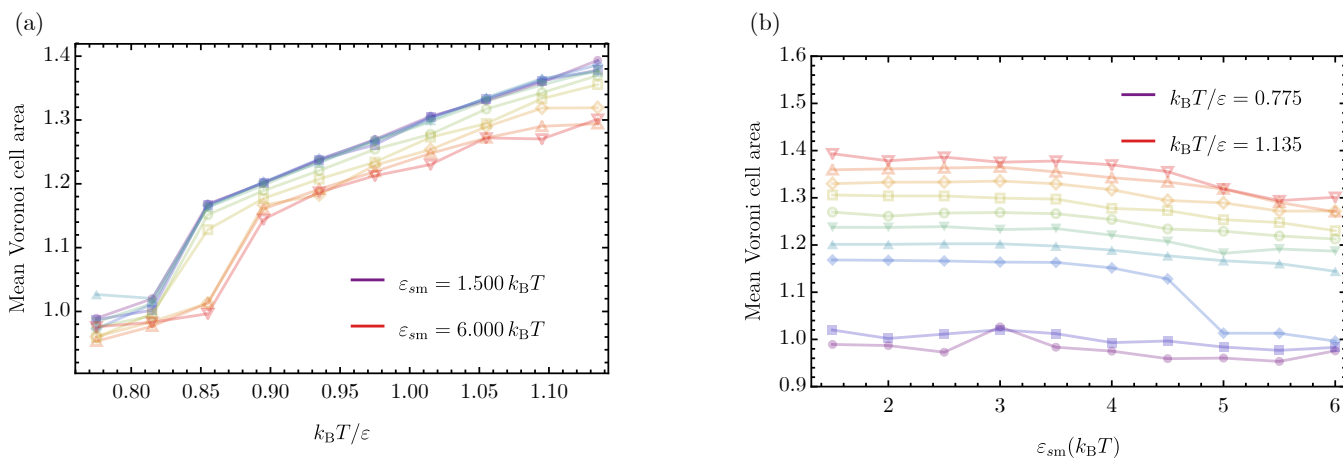 (a)
Mean Voronoi cell area
1.4
1.3
1.2
1.1
1.0
0.80 0.85 0.90 0.95 1.00 1.05 1.10
k_B T/ε
ε_sm = 1.500 k_B T
ε_sm = 6.000 k_B T
(b)
Mean Voroni cell area
1.6
1.5
1.4
1.3
1.2
1.1
1.0
0.9
2 3 4 5 6
ε_sm(k_B T)
k_B T/ε = 0.775
k_B T/ε = 1.135